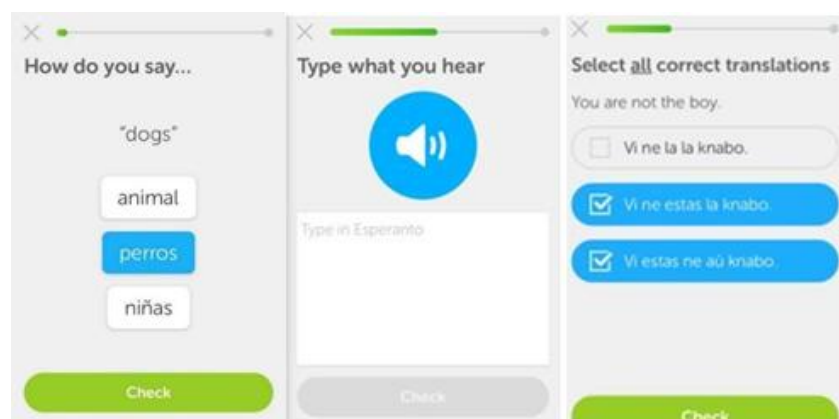 How do you say...
"dogs"
animal
perros
niñas
Check
Type what you hear
Type in Esperanto
Check
Select all correct translations
You are not the boy.
Vi ne la la knabo.
Vi ne estas la knabo.
Vi estas ne aŭ knabo.
Check